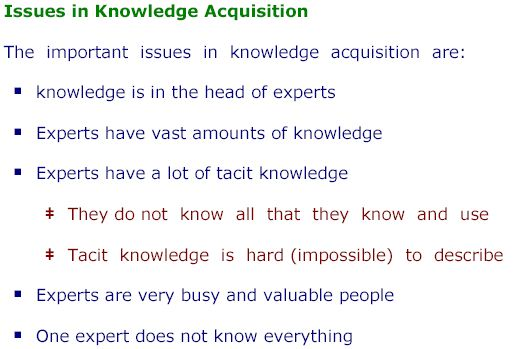 Issues in Knowledge Acquisition
The important issues in knowledge acquisition are:
▪ knowledge is in the head of experts
▪ Experts have vast amounts of knowledge
▪ Experts have a lot of tacit knowledge
‡ They do not know all that they know and use
‡ Tacit knowledge is hard (impossible) to describe
▪ Experts are very busy and valuable people
▪ One expert does not know everything